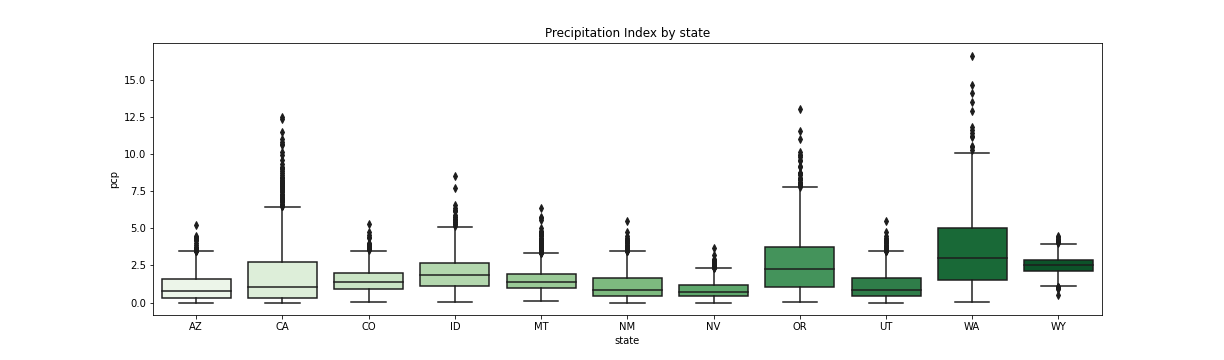 Precipitation Index by state
15.0
12.5
10.0
7.5
5.0
2.5
0.0
pcp
AZ CA CO ID MT NM NV OR UT WA WY
state